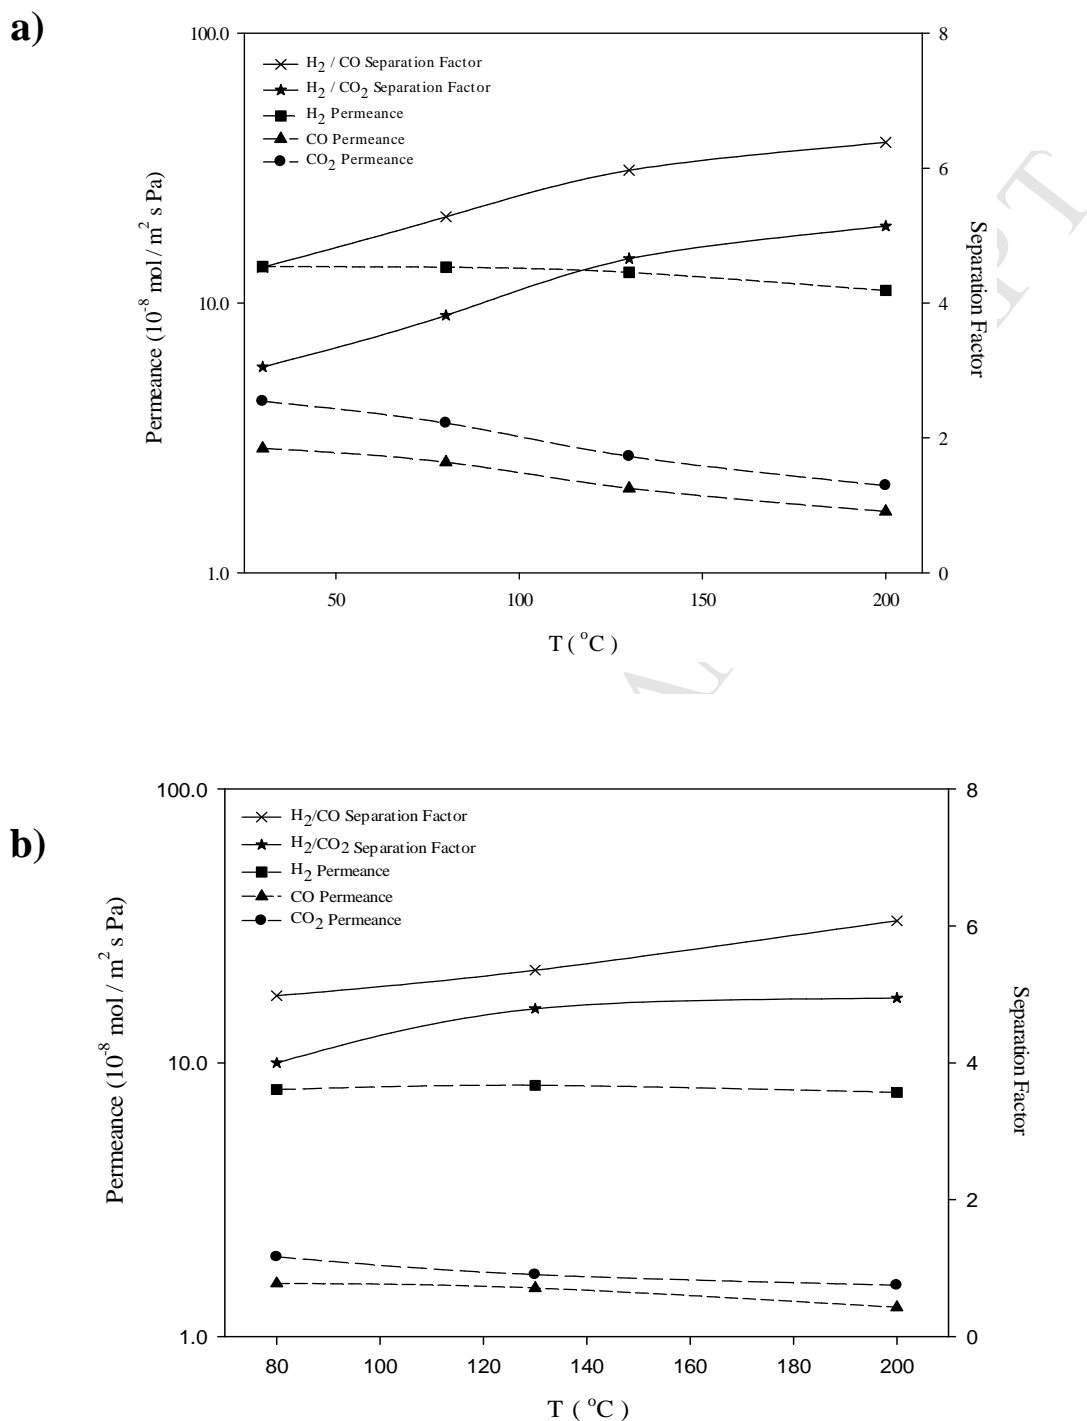 a)
100.0
10.0
1.0
8
6
4
2
0
H2 / CO Separation Factor
H2 / CO2 Separation Factor
H2 Permeance
CO Permeance
CO2 Permeance
Permeance (10-8 mol / m2 s Pa)
Separation Factor
50
100
150
200
T ( oC )
b)
100.0
10.0
1.0
8
6
4
2
0
H2/CO Separation Factor
H2/CO2 Separation Factor
H2 Permeance
CO Permeance
CO2 Permeance
Permeance (10-8 mol / m2 s Pa)
Separation Factor
80
100
120
140
160
180
200
T ( oC )